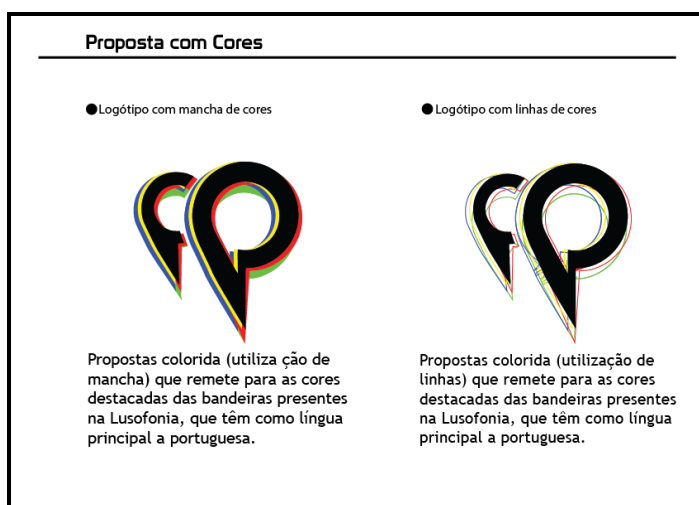 Proposta com Cores
Logótipo com mancha de cores
Propostas colorida (utiliza ção de
mancha) que remete para as cores
destacadas das bandeiras presentes
na Lusofonia, que têm como língua
principal a portuguesa.
Logótipo com linhas de cores
Propostas colorida (utilização de
linhas) que remete para as cores
destacadas das bandeiras presentes
na Lusofonia, que têm como língua
principal a portuguesa.